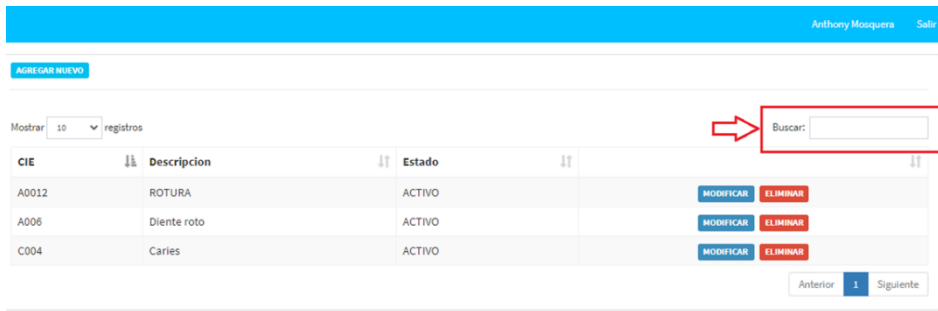 Anthony Mosquera Salir
AGREGAR NUEVO
Mostrar 10 registros Buscar:
CIE Descripcion Estado
A0012 ROTURA ACTIVO MODIFICAR ELIMINAR
A006 Diente roto ACTIVO MODIFICAR ELIMINAR
C004 Caries ACTIVO MODIFICAR ELIMINAR
Anterior 1 Siguiente